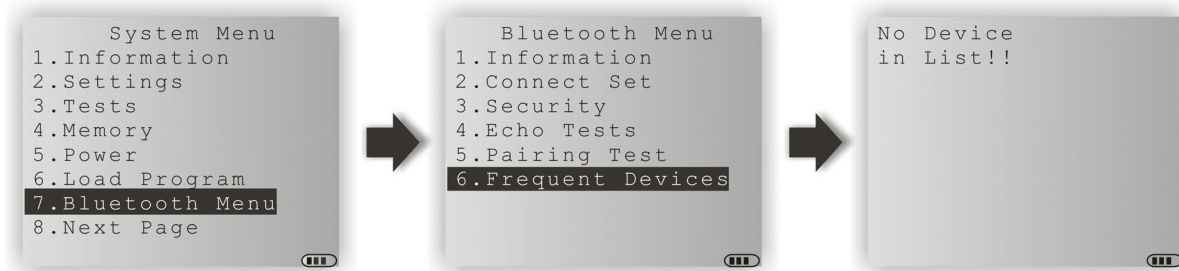 System Menu
1.Information
2.Settings
3.Tests
4.Memory
5.Power
6.Load Program
7.Bluetooth Menu
8.Next Page
Bluetooth Menu
1.Information
2.Connect Set
3.Security
4.Echo Tests
5.Pairing Test
6.Frequent Devices
No Device
in List!!